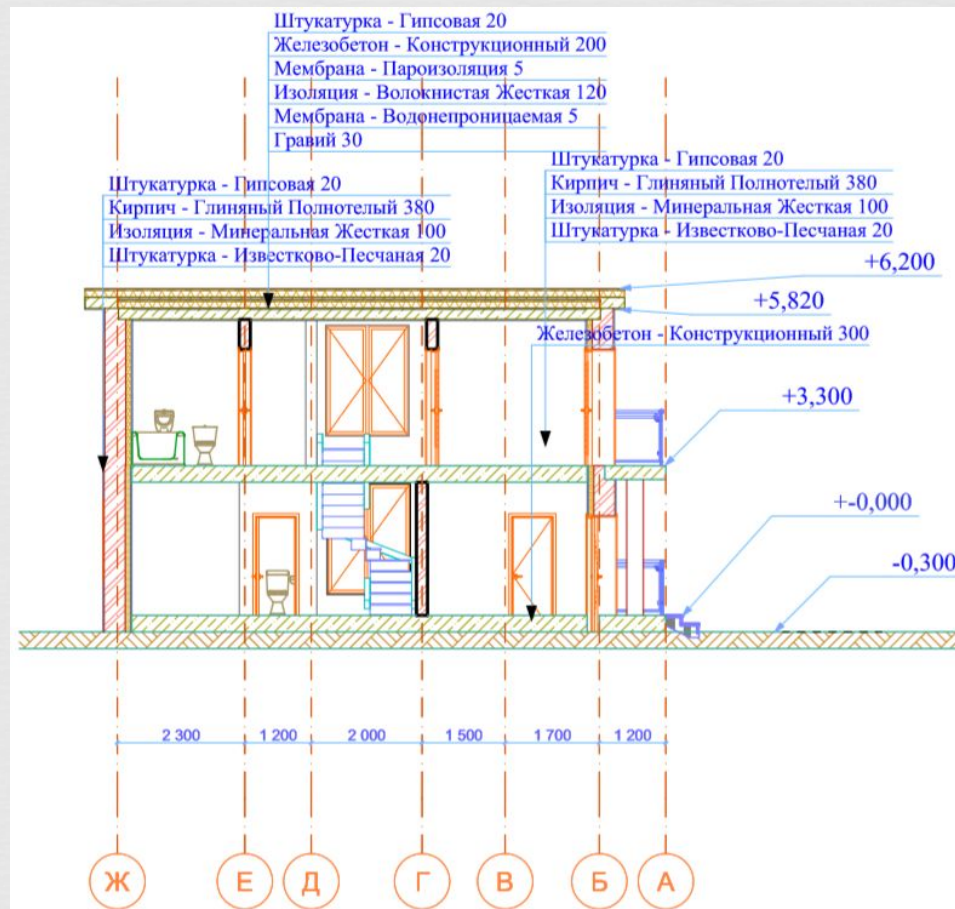 Штукатурка - Гипсовая 20
Железобетон - Конструкционный 200
Мембрана - Пароизоляция 5
Изоляция - Волокнистая Жесткая 120
Мембрана - Водонепроницаемая 5
Гравий 30
Штукатурка - Гипсовая 20
Кирпич - Глиняный Полнотелый 380
Изоляция - Минеральная Жесткая 100
Штукатурка - Известково-Песчаная 20
Штукатурка - Гипсовая 20
Кирпич - Глиняный Полнотелый 380
Изоляция - Минеральная Жесткая 100
Штукатурка - Известково-Песчаная 20
+6,200
+5,820
Железобетон - Конструкционный 300
+3,300
+-0,000
-0,300
2 300 1 200 2 000 1 500 1 700 1 200
Ж Е Д Г В Б А